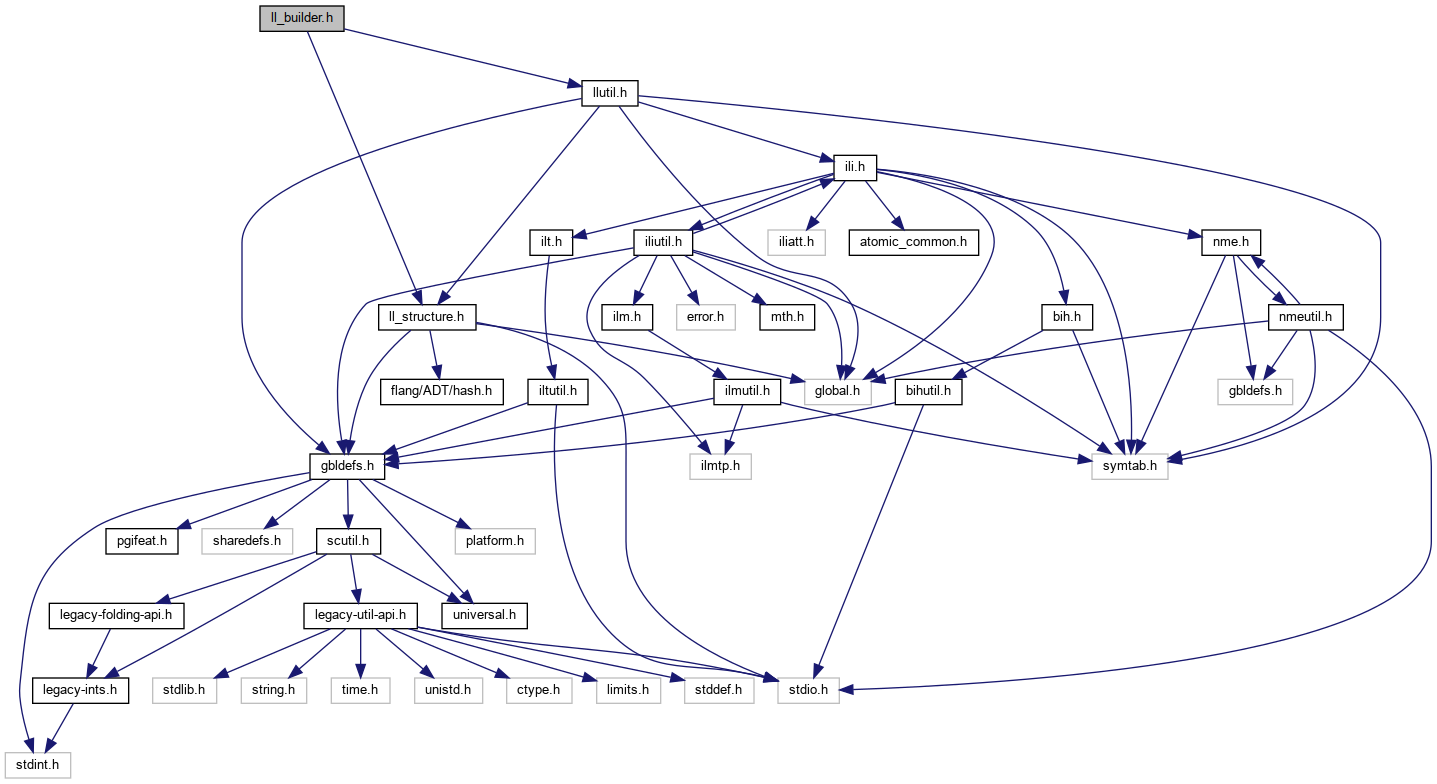 ll_builder.h
llutil.h
ili.h
ilt.h
iliutil.h
iliatt.h
atomic_common.h
nme.h
ll_structure.h
ilm.h
error.h
mth.h
bih.h
nmeutil.h
flang/ADT/hash.h
iltutil.h
ilmutil.h
global.h
bihutil.h
gbldefs.h
gbldefs.h
ilmtp.h
symtab.h
pgifeat.h
sharedefs.h
scutil.h
platform.h
legacy-folding-api.h
legacy-util-api.h
universal.h
legacy-ints.h
stdlib.h
string.h
time.h
unistd.h
ctype.h
limits.h
stddef.h
stdio.h
stdint.h